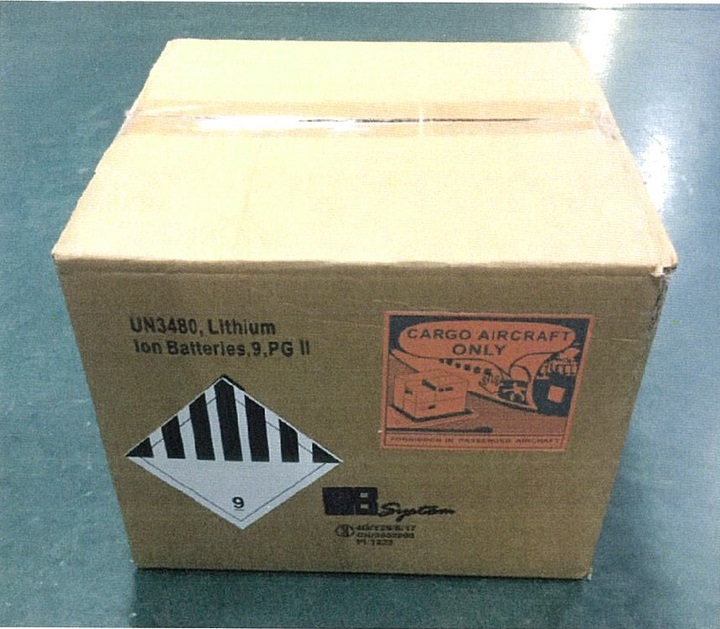 UN3480, Lithium
Ion Batteries,9,PG II
CARGO AIRCRAFT
ONLY
FORBIDDEN IN PASSENGER AIRCRAFT
9
System